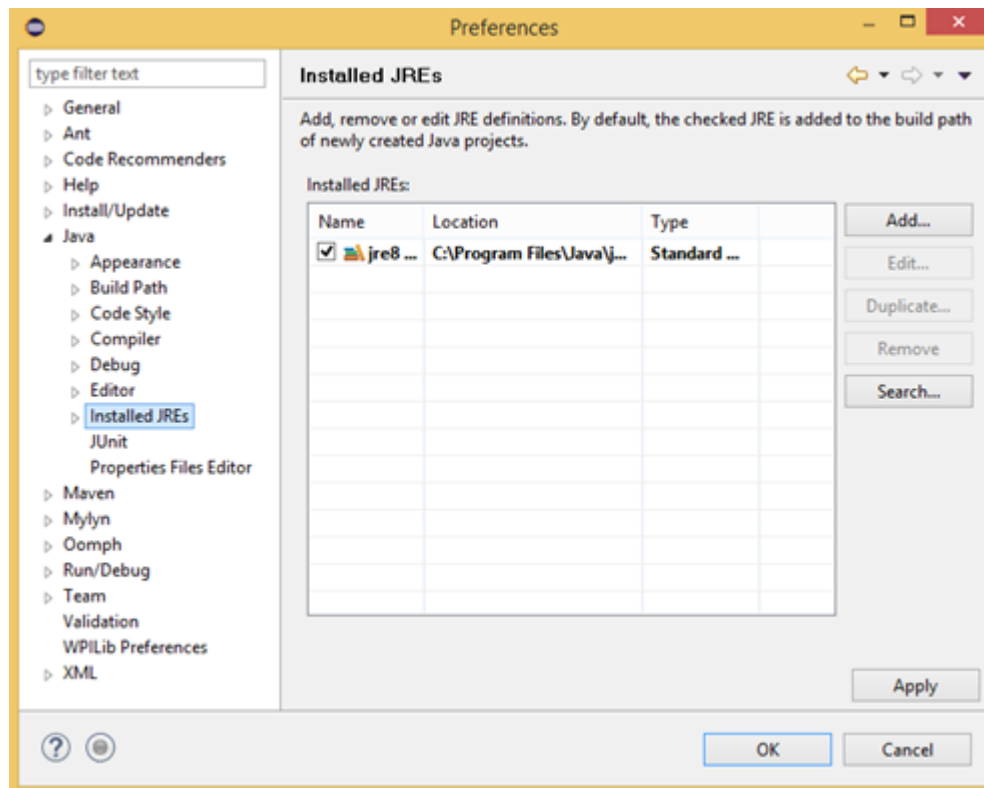 Preferences
type filter text
General
Ant
Code Recommenders
Help
Install/Update
Java
Appearance
Build Path
Code Style
Compiler
Debug
Editor
Installed JREs
JUnit
Properties Files Editor
Maven
Mylyn
Oomph
Run/Debug
Team
Validation
WPILib Preferences
XML
Installed JREs
Add, remove or edit JRE definitions. By default, the checked JRE is added to the build path
of newly created Java projects.
Installed JREs:
Name Location Type
jre8 ... C:\Program Files\Java\j... Standard ...
Add...
Edit...
Duplicate...
Remove
Search...
Apply
OK Cancel